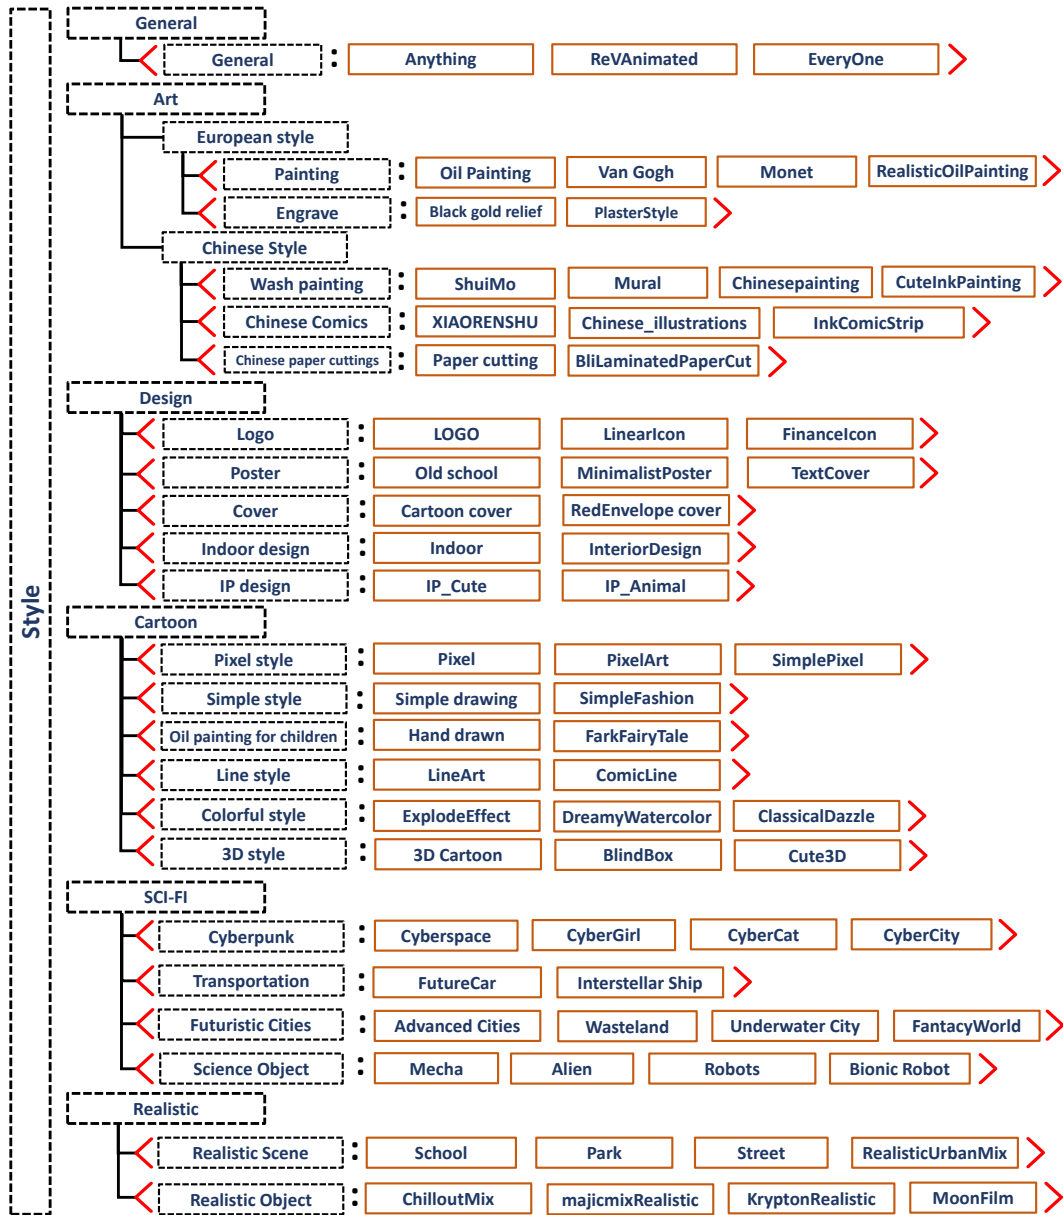 Style
General
General : Anything ReVAnimated EveryOne
Art
European style
Painting : Oil Painting Van Gogh Monet RealisticOilPainting
Engrave : Black gold relief PlasterStyle
Chinese Style
Wash painting : ShuiMo Mural Chinesepainting CuteInkPainting
Chinese Comics : XIAORENSHU Chinese_illustrations InkComicStrip
Chinese paper cuttings : Paper cutting BliLaminatedPaperCut
Design
Logo : LOGO LinearIcon FinanceIcon
Poster : Old school MinimalistPoster TextCover
Cover : Cartoon cover RedEnvelope cover
Indoor design : Indoor InteriorDesign
IP design : IP_Cute IP_Animal
Cartoon
Pixel style : Pixel PixelArt SimplePixel
Simple style : Simple drawing SimpleFashion
Oil painting for children : Hand drawn FarkFairyTale
Line style : LineArt ComicLine
Colorful style : ExplodeEffect DreamyWatercolor ClassicalDazzle
3D style : 3D Cartoon BlindBox Cute3D
SCI-FI
Cyberpunk : Cyberspace CyberGirl CyberCat CyberCity
Transportation : FutureCar Interstellar Ship
Futuristic Cities : Advanced Cities Wasteland Underwater City FantacyWorld
Science Object : Mecha Alien Robots Bionic Robot
Realistic
Realistic Scene : School Park Street RealisticUrbanMix
Realistic Object : ChilloutMix majicmixRealistic KryptonRealistic MoonFilm